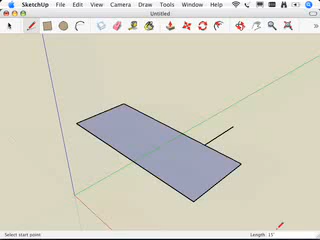 SketchUp File Edit View Camera Draw Tools Window Help
Untitled
Select start point
Length 15'